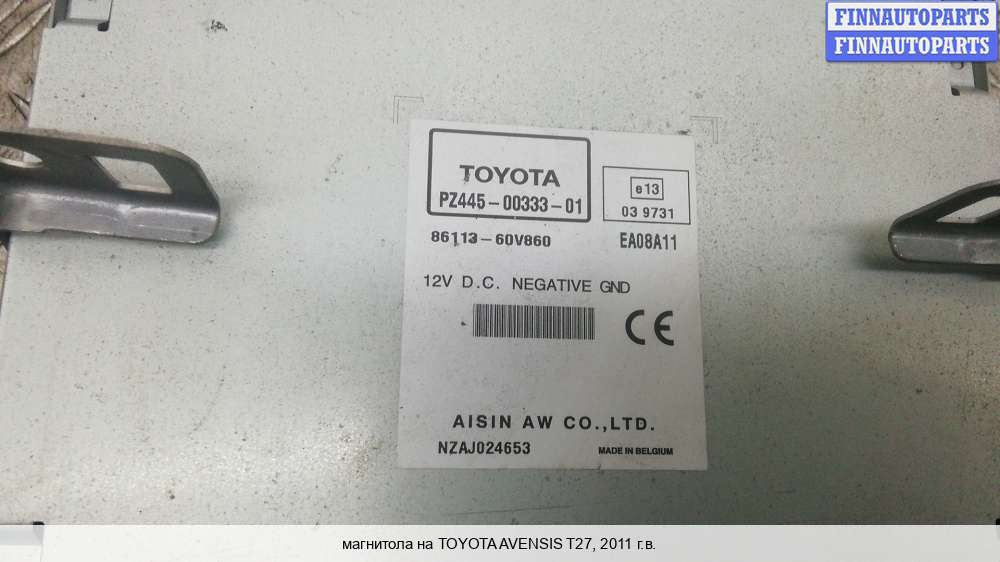 FINNAUTOPARTS
FINNAUTOPARTS
TOYOTA
PZ445-00333-01
e13
03 9731
86113-60V860
EA08A11
12V D.C. NEGATIVE GND
CE
AISIN AW CO.,LTD.
NZAJ024653
MADE IN BELGIUM
магнитола на TOYOTA AVENSIS T27, 2011 г.в.